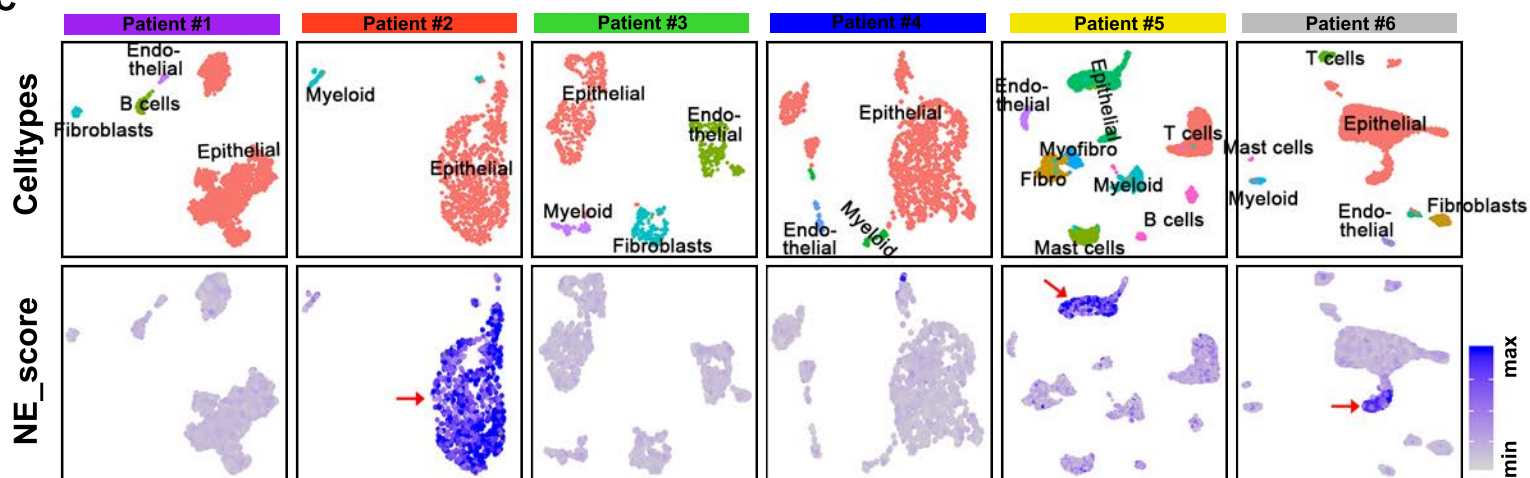 C
Patient #1
Patient #2
Patient #3
Patient #4
Patient #5
Patient #6
Celltypes
Endo-
thelial
B cells
Fibroblasts
Epithelial
Myeloid
Epithelial
Epithelial
Endo-
thelial
Myeloid
Fibroblasts
Epithelial
Endo-
thelial
Myeloid
Endo-
thelial
Epithelial
T cells
Myofibro
Fibro
Myeloid
B cells
Mast cells
T cells
Epithelial
Mast cells
Myeloid
Endo-
thelial
Fibroblasts
NE_score
max
min